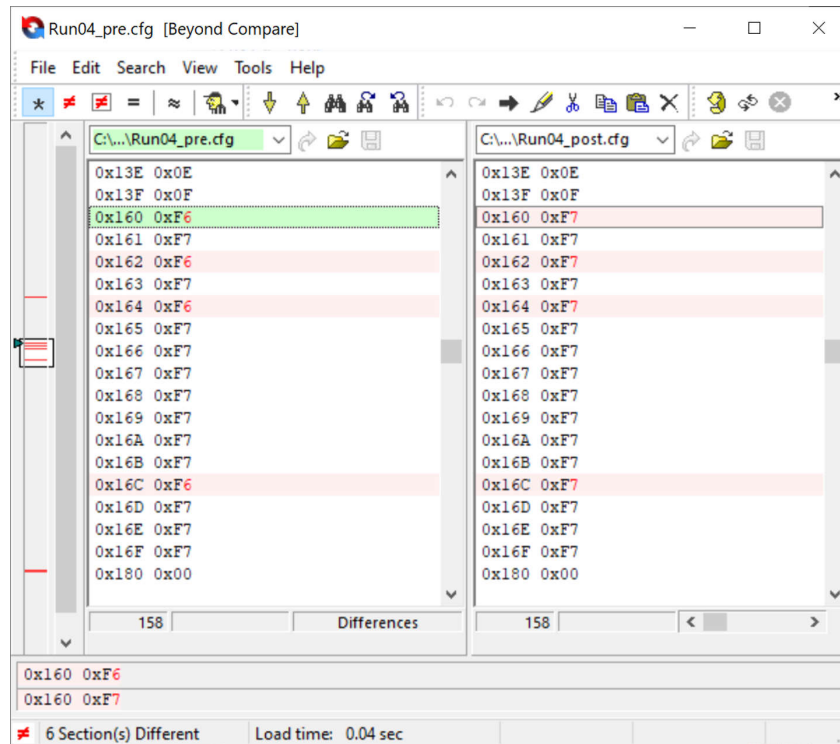 Run04_pre.cfg [Beyond Compare]
File Edit Search View Tools Help
C:\...\Run04_pre.cfg
0x13E 0x0E
0x13F 0x0F
0x160 0xF6
0x161 0xF7
0x162 0xF6
0x163 0xF7
0x164 0xF6
0x165 0xF7
0x166 0xF7
0x167 0xF7
0x168 0xF7
0x169 0xF7
0x16A 0xF7
0x16B 0xF7
0x16C 0xF6
0x16D 0xF7
0x16E 0xF7
0x16F 0xF7
0x180 0x00
158 Differences
C:\...\Run04_post.cfg
0x13E 0x0E
0x13F 0x0F
0x160 0xF7
0x161 0xF7
0x162 0xF7
0x163 0xF7
0x164 0xF7
0x165 0xF7
0x166 0xF7
0x167 0xF7
0x168 0xF7
0x169 0xF7
0x16A 0xF7
0x16B 0xF7
0x16C 0xF7
0x16D 0xF7
0x16E 0xF7
0x16F 0xF7
0x180 0x00
158
0x160 0xF6
0x160 0xF7
6 Section(s) Different Load time: 0.04 sec